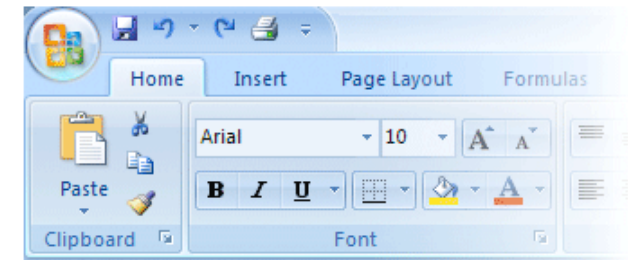 Home Insert Page Layout Formulas
Arial 10 A A
Paste B I U A
Clipboard Font